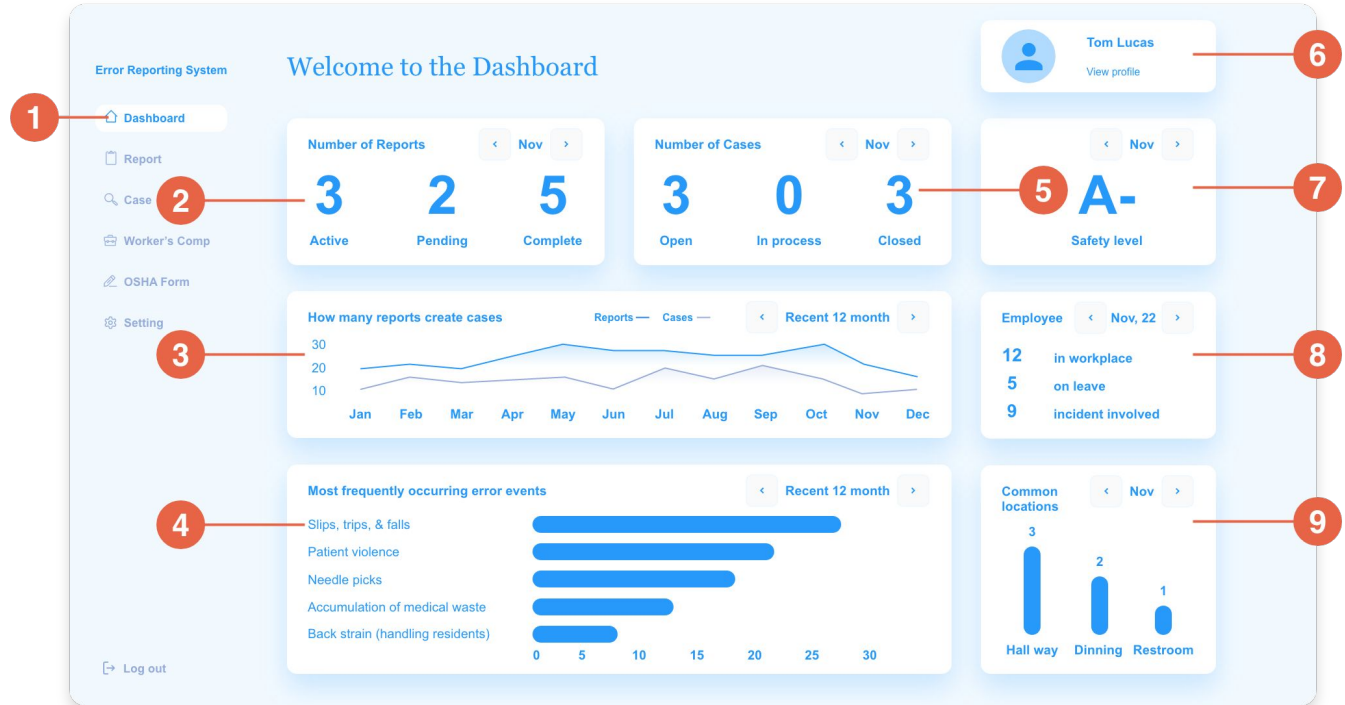 Error Reporting System
Welcome to the Dashboard
Tom Lucas
View profile
6
1
Dashboard
Report
Case
Worker's Comp
OSHA Form
Setting
Log out
2
Number of Reports
< Nov >
3 2 5
Active Pending Complete
Number of Cases
< Nov >
3 0 3
Open In process Closed
5
< Nov >
A-
Safety level
7
3
How many reports create cases
Reports Cases
< Recent 12 month >
30
20
10
Jan Feb Mar Apr May Jun Jul Aug Sep Oct Nov Dec
Employee < Nov, 22 >
12 in workplace
5 on leave
9 incident involved
8
4
Most frequently occurring error events
< Recent 12 month >
Slips, trips, & falls
Patient violence
Needle picks
Accumulation of medical waste
Back strain (handling residents)
0 5 10 15 20 25 30
Common
locations
< Nov >
3
2
1
Hall way Dinning Restroom
9